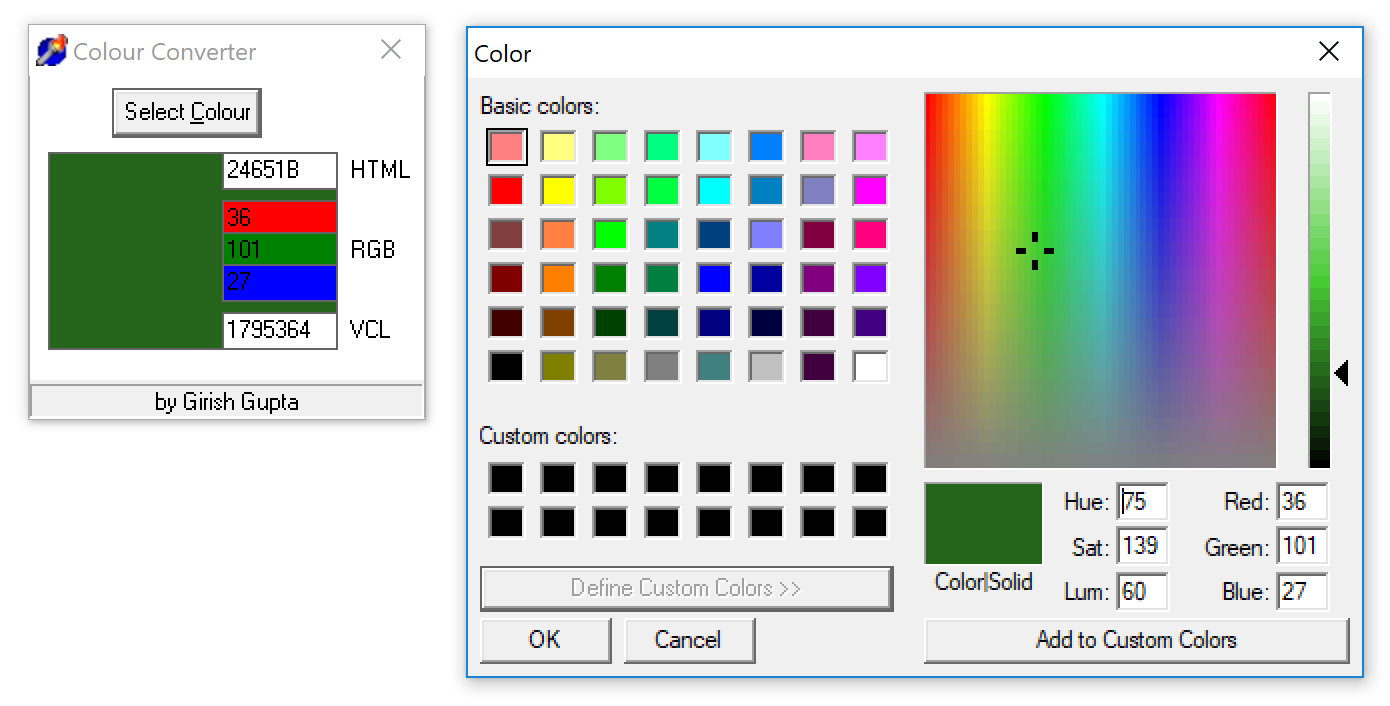 Colour Converter
Select Colour
24651B HTML
36
101 RGB
27
1795364 VCL
by Girish Gupta
Color
Basic colors:
Custom colors:
Define Custom Colors >>
OK Cancel
Color|Solid
Hue: 75 Red: 36
Sat: 139 Green: 101
Lum: 60 Blue: 27
Add to Custom Colors